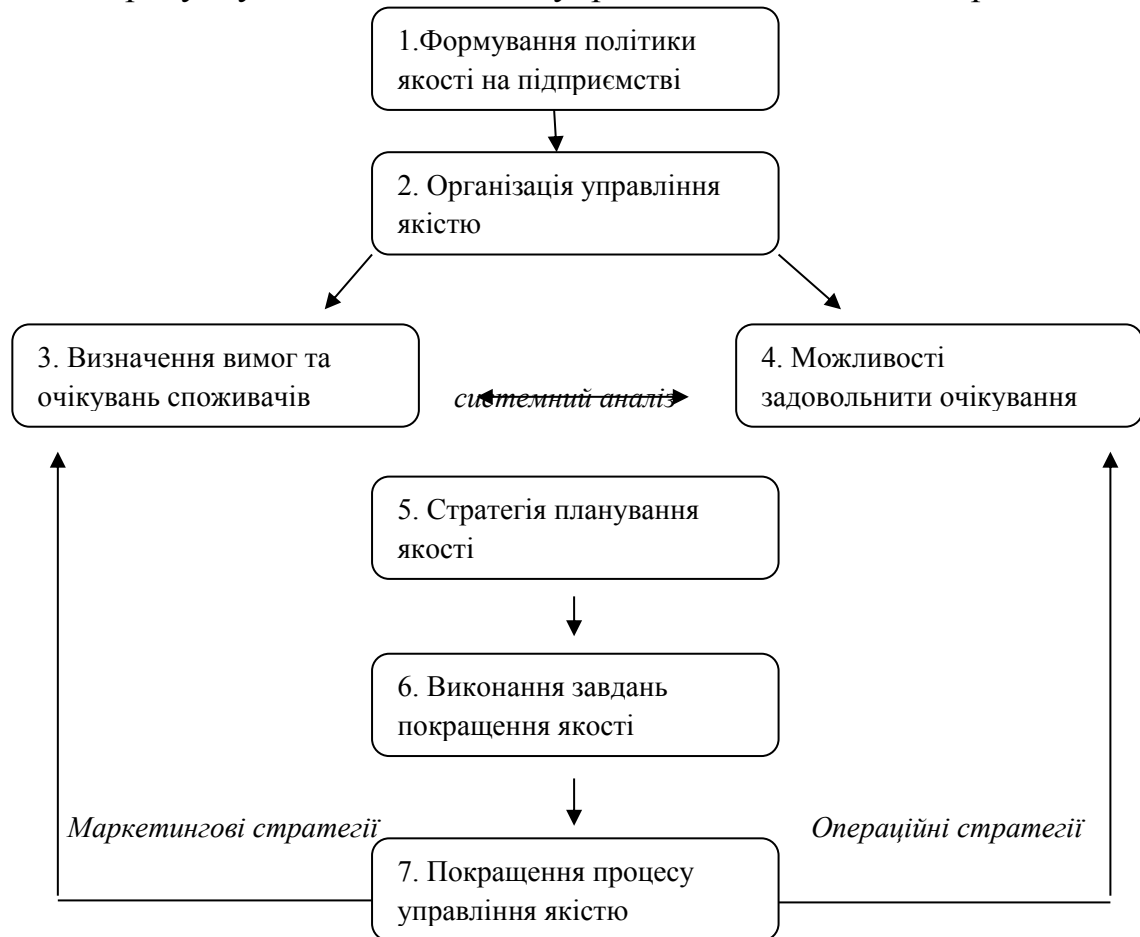 1.Формування політики
якості на підприємстві
2. Організація управління
якістю
3. Визначення вимог та
очікувань споживачів
системний аналіз
4. Можливості
задовольнити очікування
5. Стратегія планування
якості
6. Виконання завдань
покращення якості
Маркетингові стратегії
Операційні стратегії
7. Покращення процесу
управління якістю